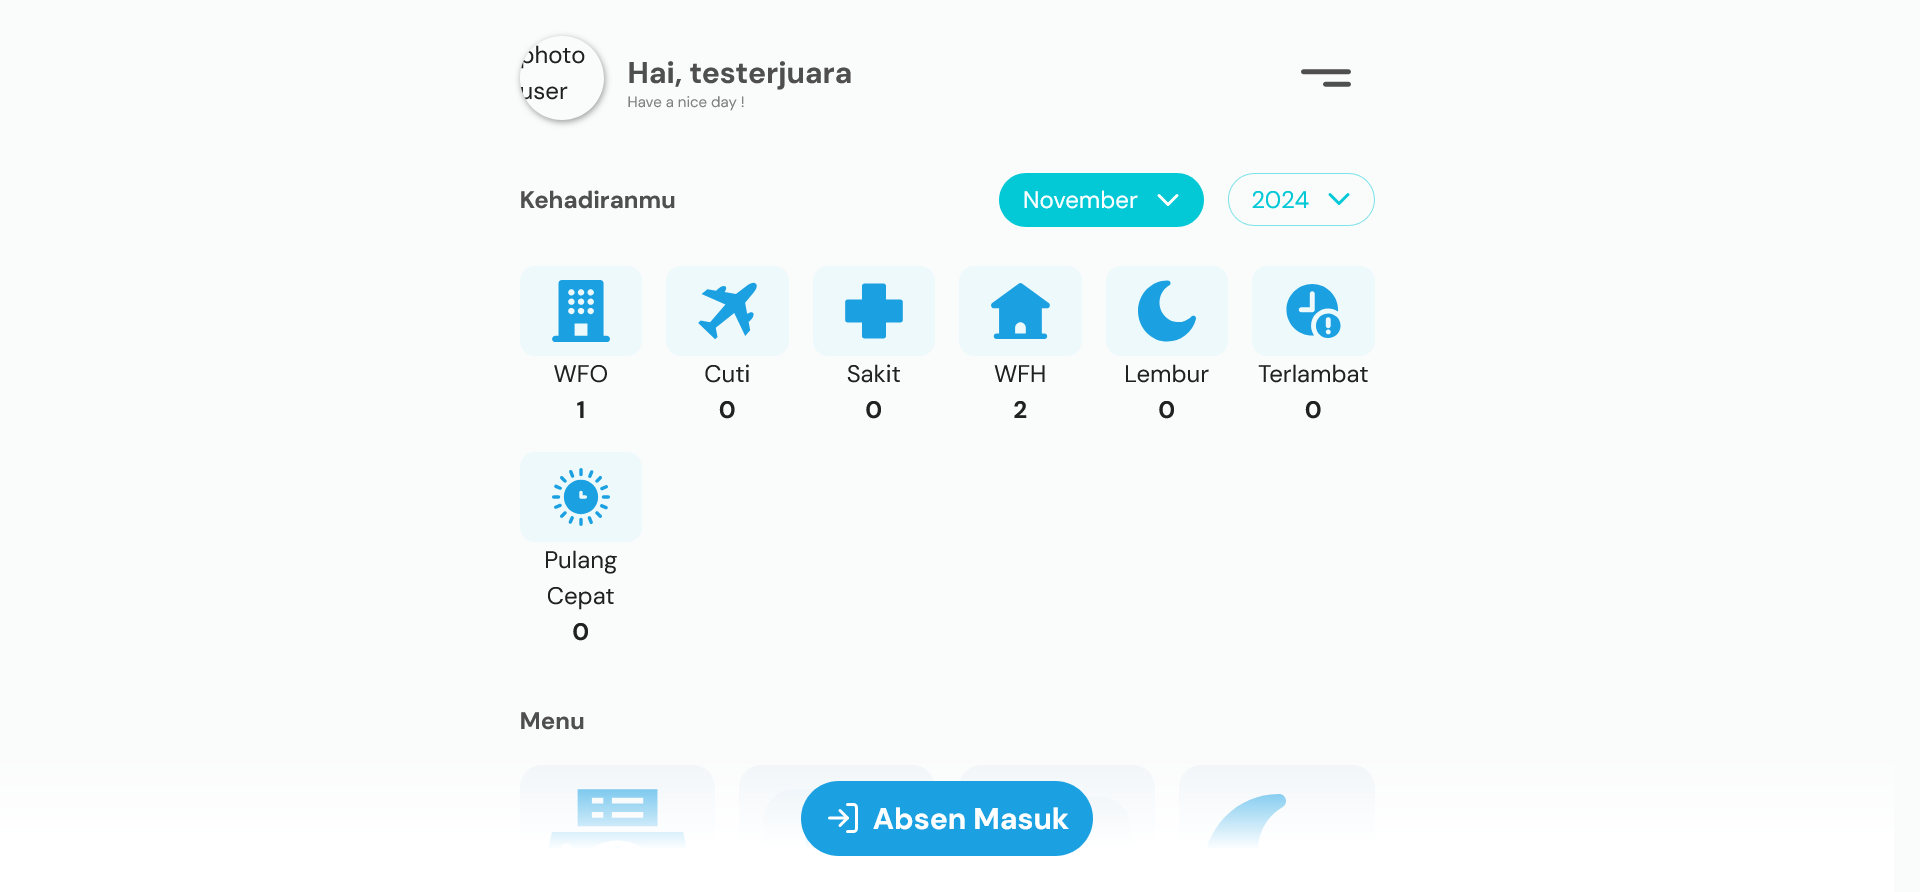 photo
user
Hai, testerjuara
Have a nice day !
Kehadiranmu
November
2024
WFO
1
Cuti
0
Sakit
0
WFH
2
Lembur
0
Terlambat
0
Pulang
Cepat
0
Menu
Absen Masuk